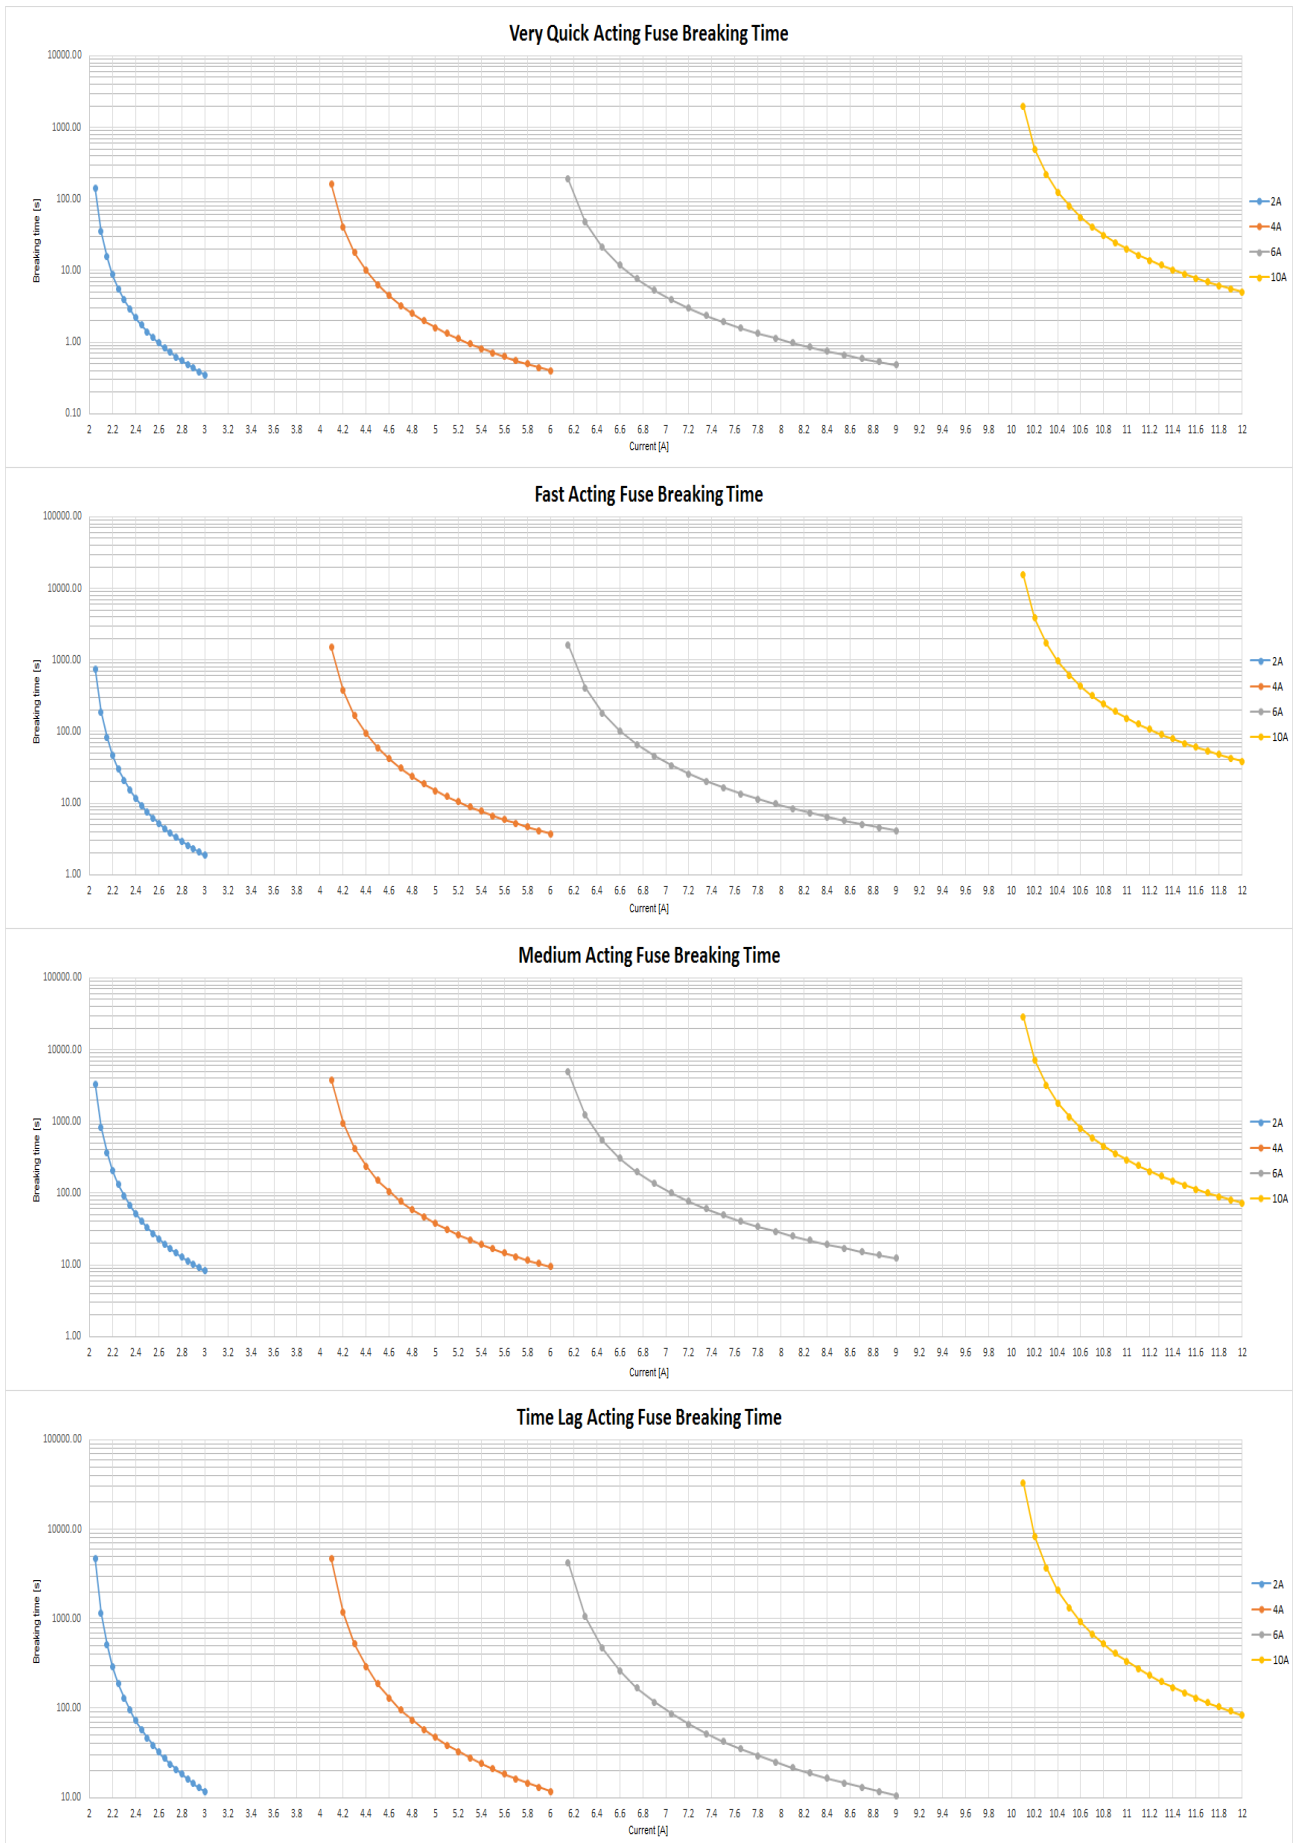 Very Quick Acting Fuse Breaking Time
10000.00
1000.00
100.00
10.00
1.00
0.10
Breaking time [s]
2 2.2 2.4 2.6 2.8 3 3.2 3.4 3.6 3.8 4 4.2 4.4 4.6 4.8 5 5.2 5.4 5.6 5.8 6 6.2 6.4 6.6 6.8 7 7.2 7.4 7.6 7.8 8 8.2 8.4 8.6 8.8 9 9.2 9.4 9.6 9.8 10 10.2 10.4 10.6 10.8 11 11.2 11.4 11.6 11.8 12
Current [A]
2A
4A
6A
10A
Fast Acting Fuse Breaking Time
100000.00
10000.00
1000.00
100.00
10.00
1.00
Breaking time [s]
2 2.2 2.4 2.6 2.8 3 3.2 3.4 3.6 3.8 4 4.2 4.4 4.6 4.8 5 5.2 5.4 5.6 5.8 6 6.2 6.4 6.6 6.8 7 7.2 7.4 7.6 7.8 8 8.2 8.4 8.6 8.8 9 9.2 9.4 9.6 9.8 10 10.2 10.4 10.6 10.8 11 11.2 11.4 11.6 11.8 12
Current [A]
2A
4A
6A
10A
Medium Acting Fuse Breaking Time
100000.00
10000.00
1000.00
100.00
10.00
1.00
Breaking time [s]
2 2.2 2.4 2.6 2.8 3 3.2 3.4 3.6 3.8 4 4.2 4.4 4.6 4.8 5 5.2 5.4 5.6 5.8 6 6.2 6.4 6.6 6.8 7 7.2 7.4 7.6 7.8 8 8.2 8.4 8.6 8.8 9 9.2 9.4 9.6 9.8 10 10.2 10.4 10.6 10.8 11 11.2 11.4 11.6 11.8 12
Current [A]
2A
4A
6A
10A
Time Lag Acting Fuse Breaking Time
100000.00
10000.00
1000.00
100.00
10.00
Breaking time [s]
2 2.2 2.4 2.6 2.8 3 3.2 3.4 3.6 3.8 4 4.2 4.4 4.6 4.8 5 5.2 5.4 5.6 5.8 6 6.2 6.4 6.6 6.8 7 7.2 7.4 7.6 7.8 8 8.2 8.4 8.6 8.8 9 9.2 9.4 9.6 9.8 10 10.2 10.4 10.6 10.8 11 11.2 11.4 11.6 11.8 12
Current [A]
2A
4A
6A
10A